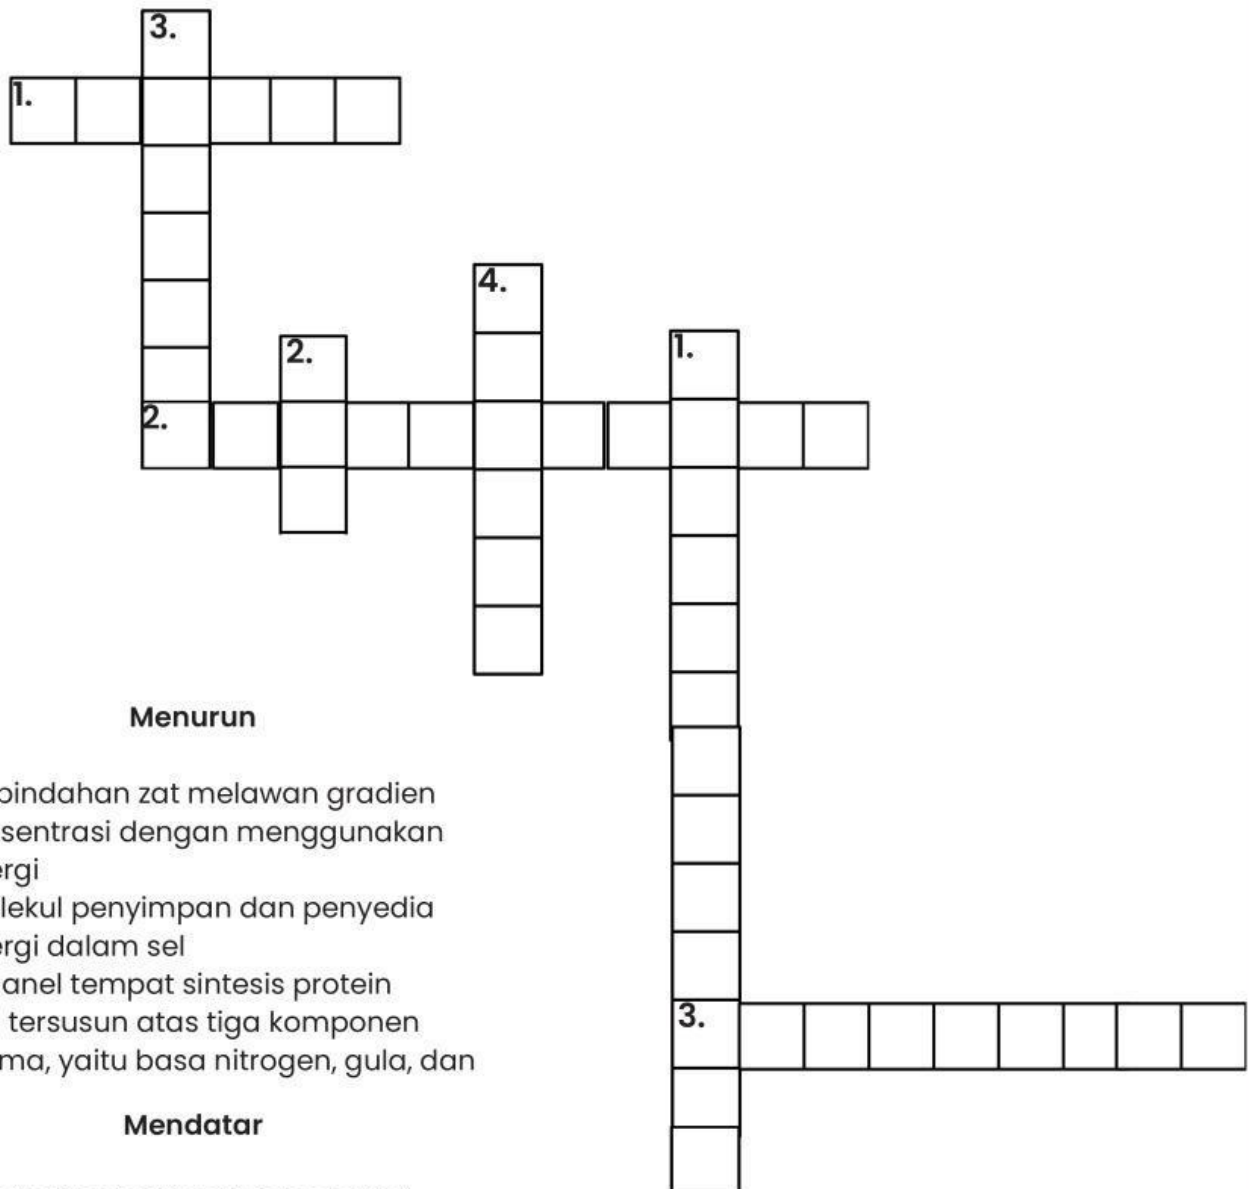 3.
1.
4.
2.
1.
2.
Menurun
pindahan zat melawan gradien
sentrasi dengan menggunakan
rgi
lekul penyimpan dan penyedia
rgi dalam sel
anel tempat sintesis protein
tersusun atas tiga komponen
ma, yaitu basa nitrogen, gula, dan
3.
Mendatar